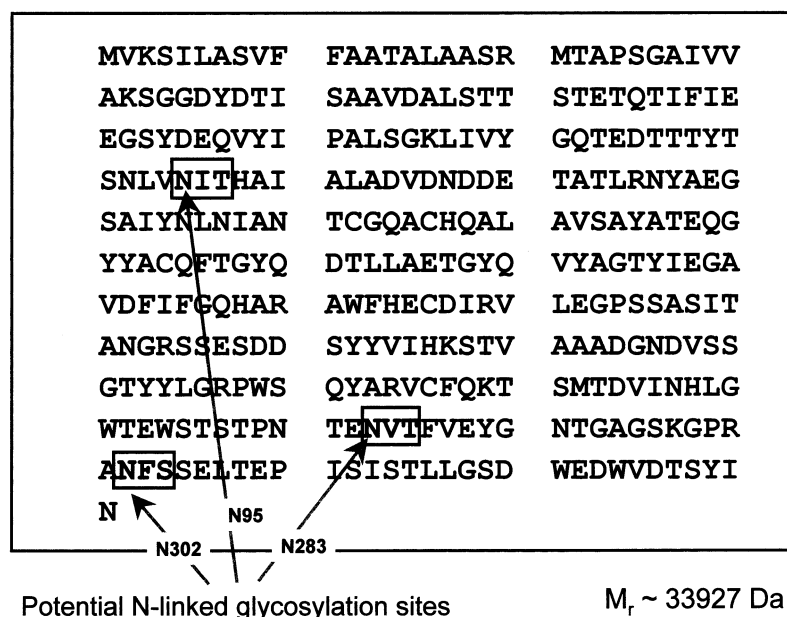 MVKSILASVF FAATALAASR MTAPSGAIVV
AKSGGDYDTI SAAVDALSTT STETQTIFIE
EGSYDEQVYI PALSGKLIVY GQTEDTTTYT
SNLVNITHAI ALADVDNDDE TATLRNYAEG
SAIYNLNIAN TCGQACHQAL AVSAYATEQG
YYACQFTGYQ DTLLAETGYQ VYAGTYIEGA
VDFIFGQHAR AWFHECDIRV LEGPSSASIT
ANGRSSESDD SYYVIHKSTV AAADGNDVSS
GTYYLGRPWS QYARVCFQKT SMTDVINHLG
WTEWSTSTPN TENVTFVEYG NTGAGSKGPR
ANFSSELTEP ISISTLLGSD WEDWVDTSYI
N
N95
N302 N283
Potential N-linked glycosylation sites Mr ~ 33927 Da